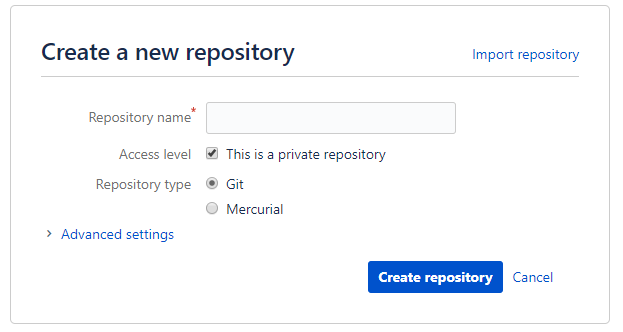 Create a new repository
Import repository
Repository name*
Access level This is a private repository
Repository type Git
Mercurial
Advanced settings
Create repository Cancel